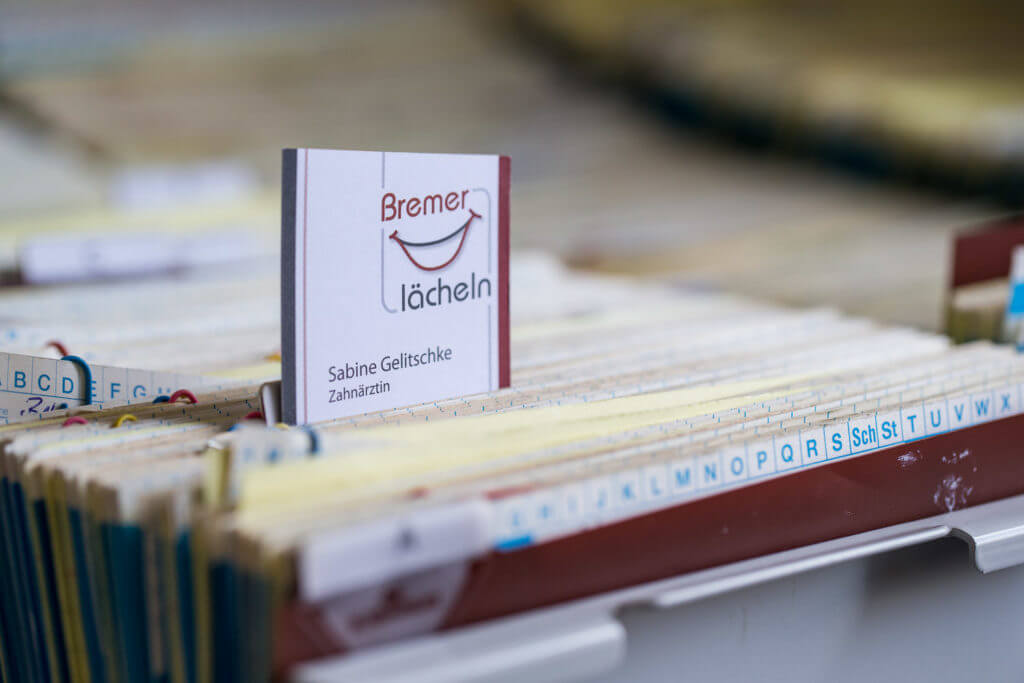 Bremer
lächeln
Sabine Gelitschke
Zahnärztin
A B C D E F G
I J K L M N O P Q R S Sch St T U V W X